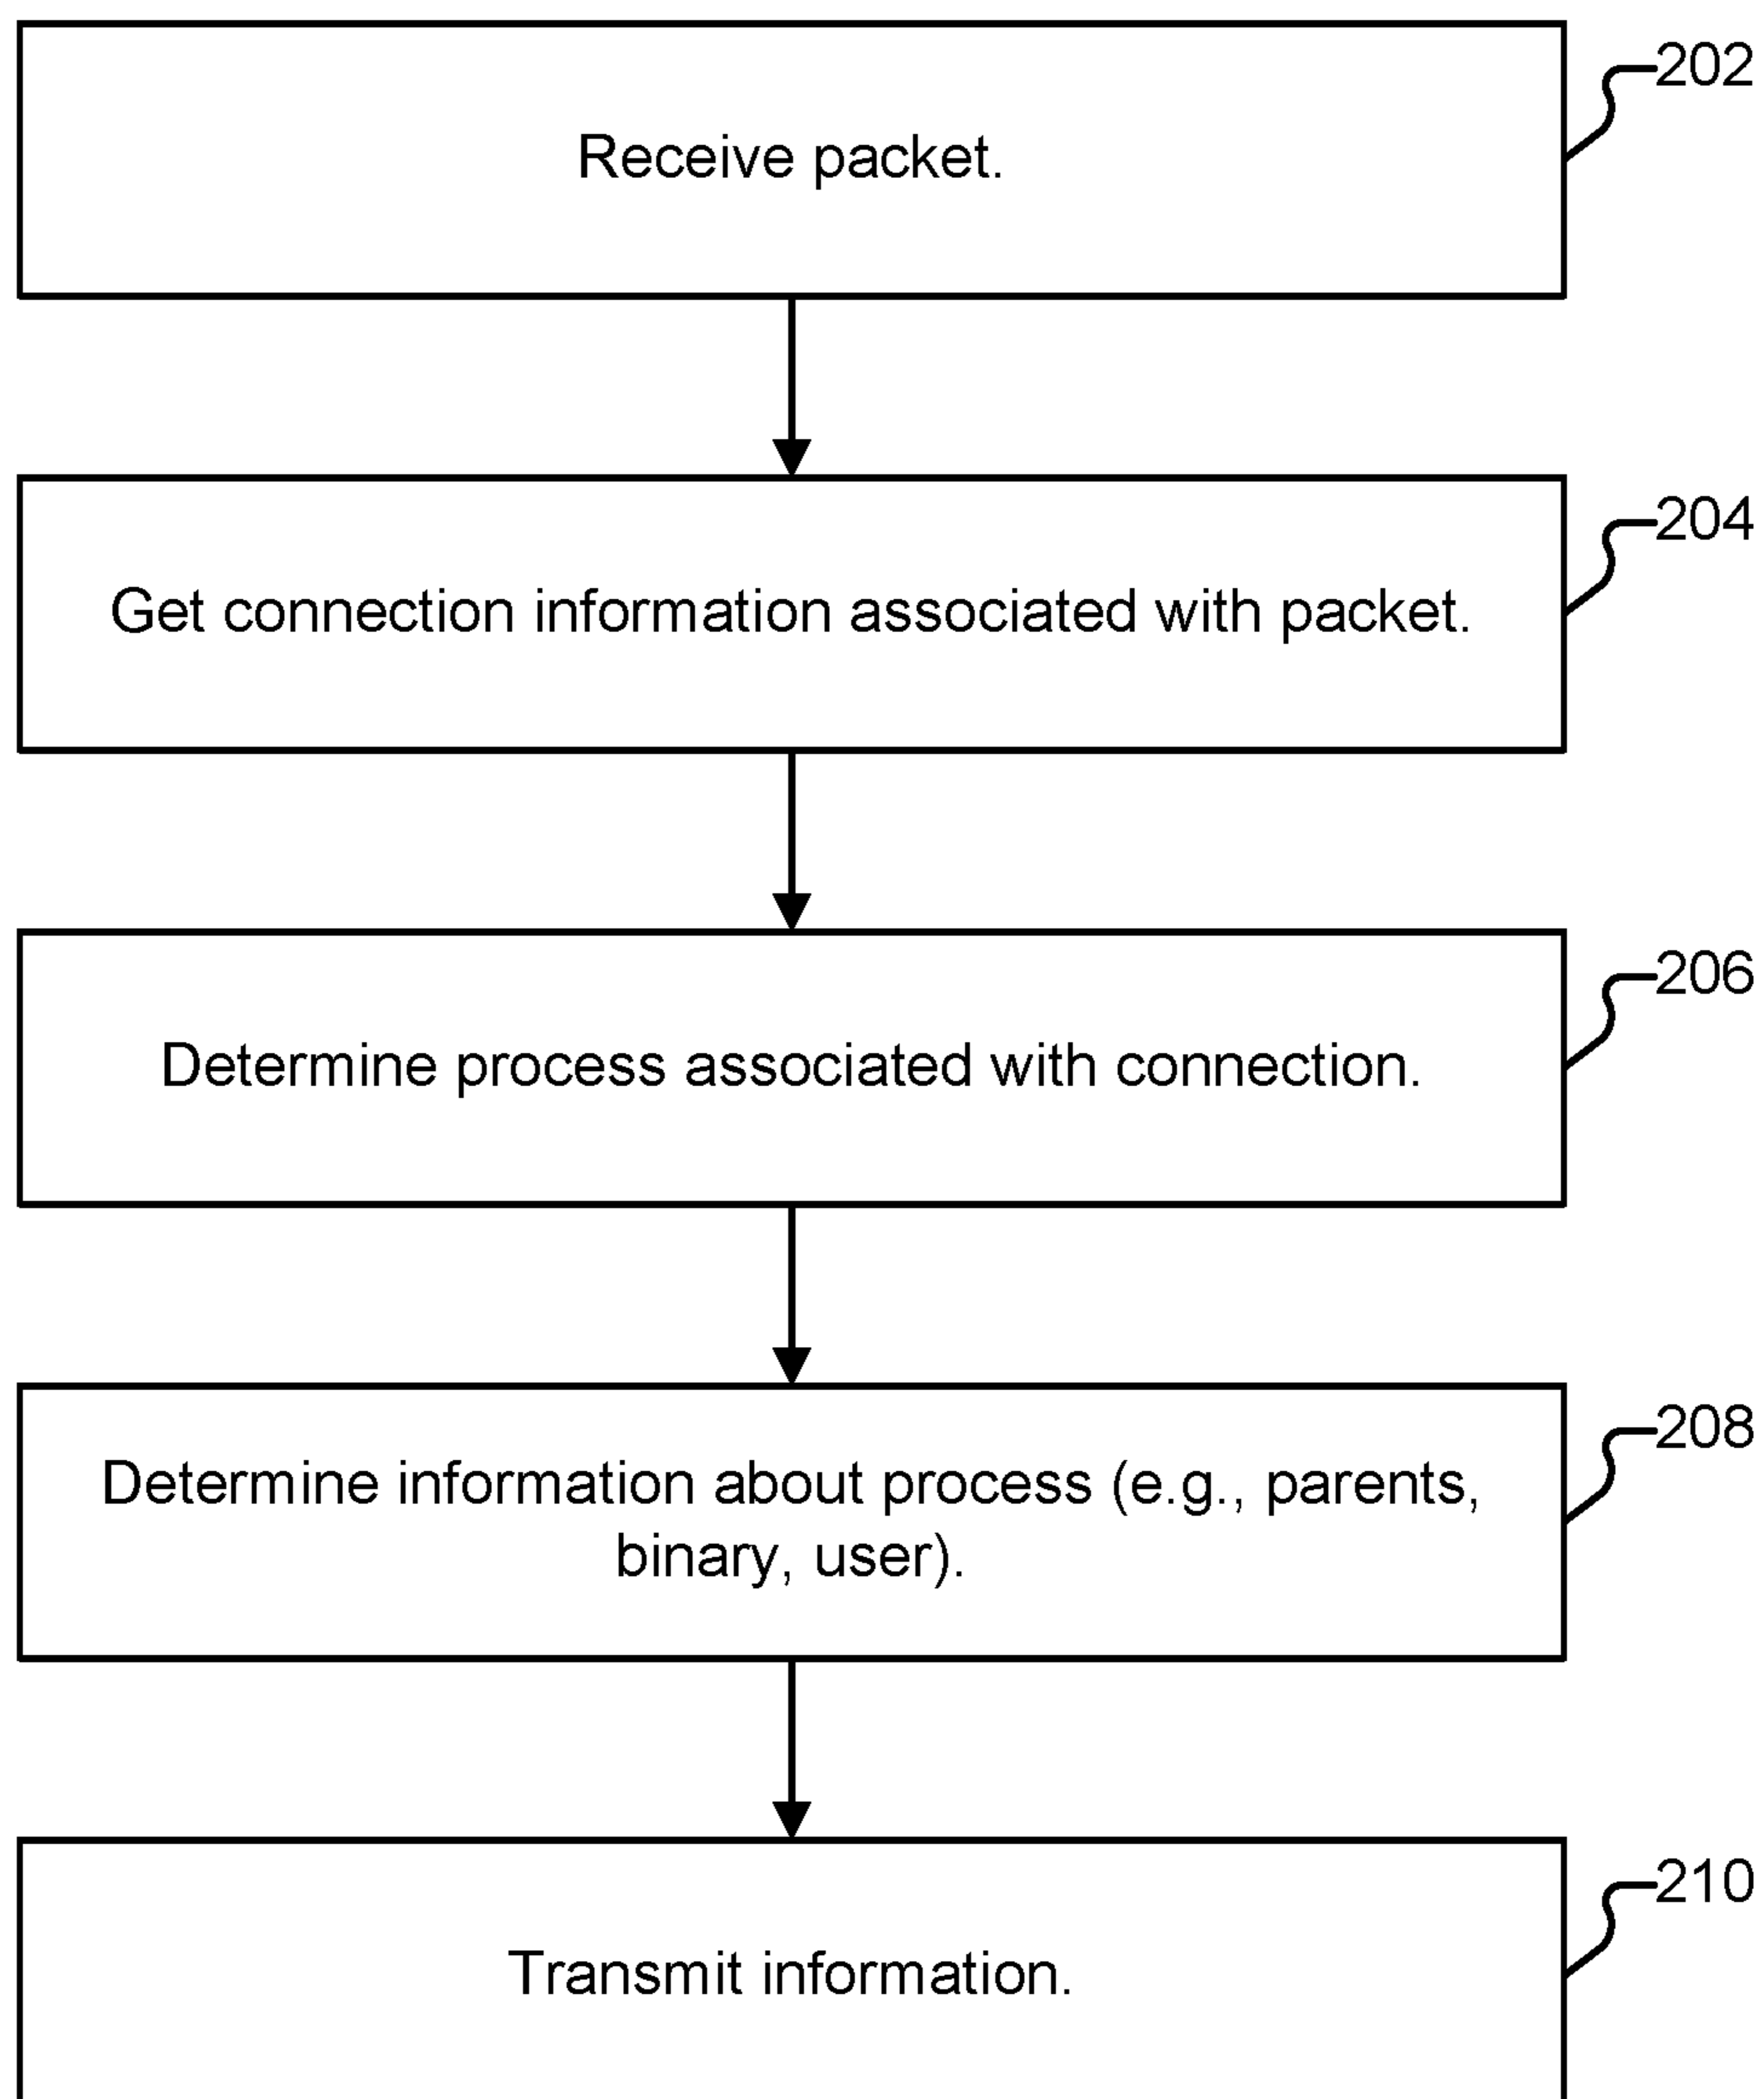 202
Receive packet.
204
Get connection information associated with packet.
206
Determine process associated with connection.
208
Determine information about process (e.g., parents,
binary, user).
210
Transmit information.